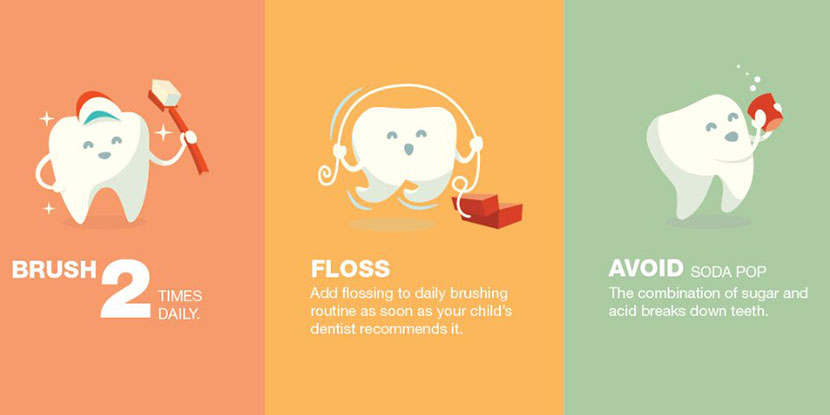 BRUSH 2 TIMES
DAILY.
FLOSS
Add flossing to daily brushing
routine as soon as your child's
dentist recommends it.
AVOID SODA POP
The combination of sugar and
acid breaks down teeth.